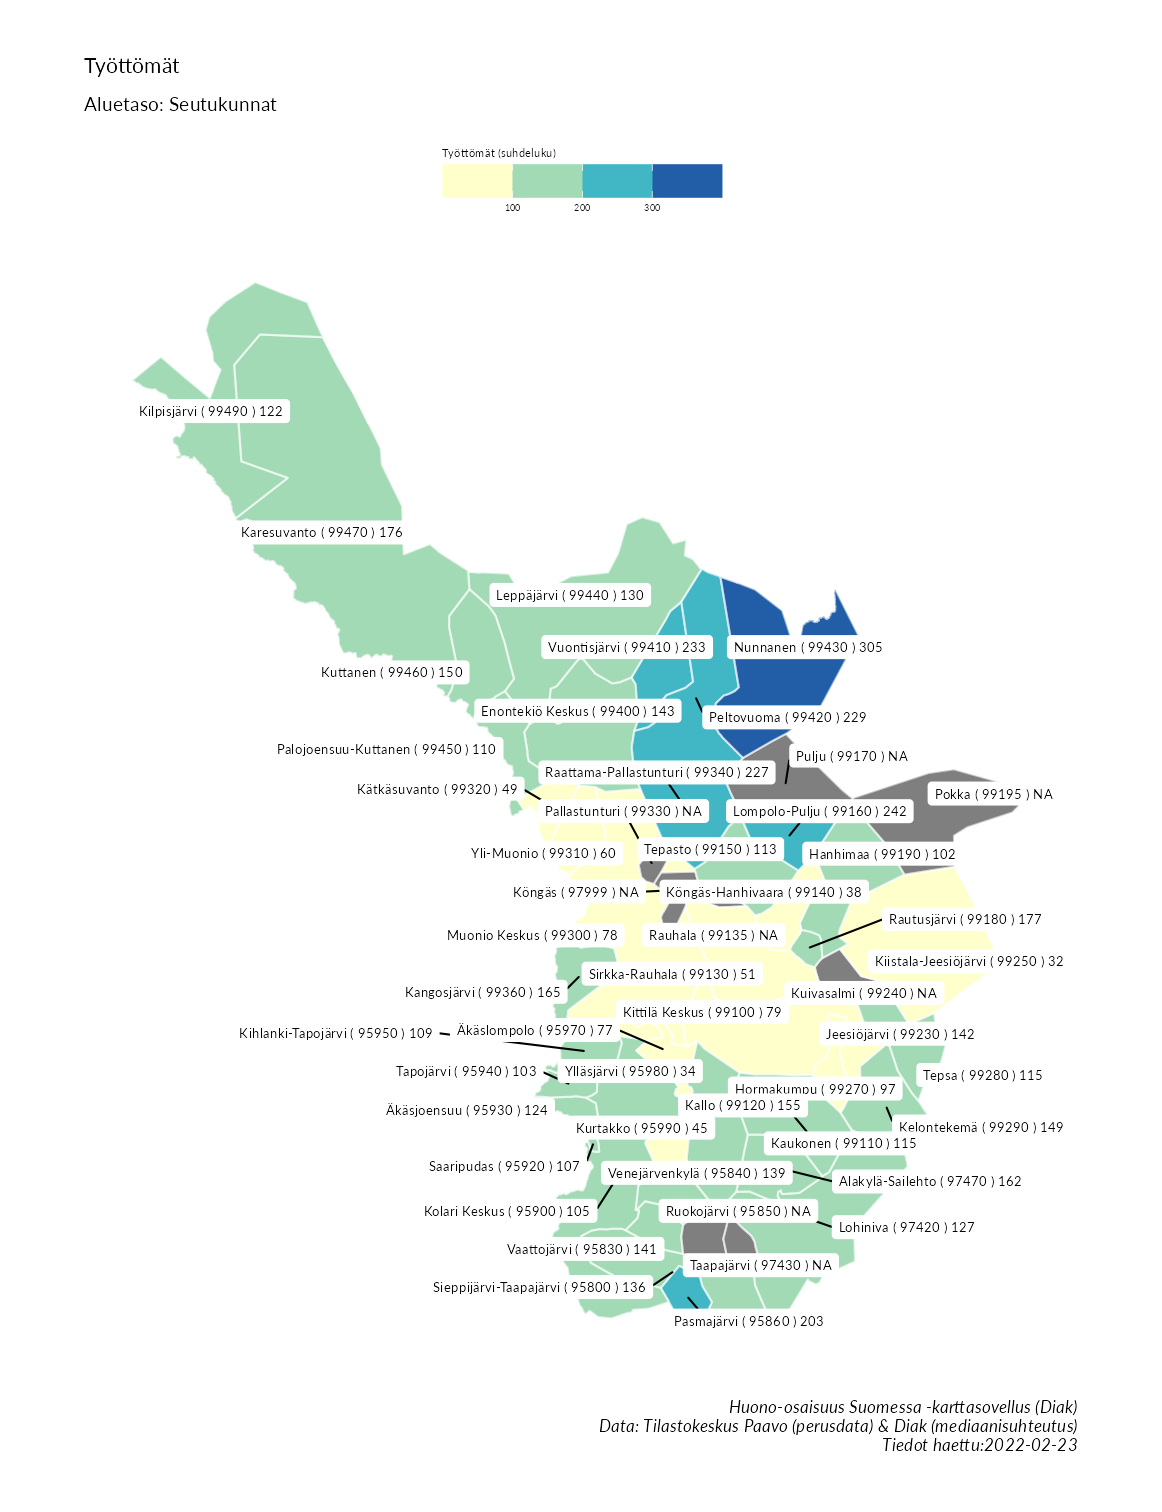 Työttömät
Aluetaso: Seutukunnat
Työttömät (suhdeluku)
100 200 300
Kilpisjärvi ( 99490 ) 122
Karesuvanto ( 99470 ) 176
Leppäjärvi ( 99440 ) 130
Vuontisjärvi ( 99410 ) 233
Nunnanen ( 99430 ) 305
Kuttanen ( 99460 ) 150
Enontekiö Keskus ( 99400 ) 143
Peltovuoma ( 99420 ) 229
Palojoensuu-Kuttanen ( 99450 ) 110
Pulju ( 99170 ) NA
Raattama-Pallastunturi ( 99340 ) 227
Kätkäsuvanto ( 99320 ) 49
Pokka ( 99195 ) NA
Pallastunturi ( 99330 ) NA
Lompolo-Pulju ( 99160 ) 242
Yli-Muonio ( 99310 ) 60
Tepasto ( 99150 ) 113
Hanhimaa ( 99190 ) 102
Köngäs ( 97999 ) NA
Köngäs-Hanhivaara ( 99140 ) 38
Rautusjärvi ( 99180 ) 177
Muonio Keskus ( 99300 ) 78
Rauhala ( 99135 ) NA
Kiistala-Jeesiöjärvi ( 99250 ) 32
Sirkka-Rauhala ( 99130 ) 51
Kangosjärvi ( 99360 ) 165
Kuivasalmi ( 99240 ) NA
Kittilä Keskus ( 99100 ) 79
Kihlanki-Tapojärvi ( 95950 ) 109
Äkäslompolo ( 95970 ) 77
Jeesiöjärvi ( 99230 ) 142
Tapojärvi ( 95940 ) 103
Ylläsjärvi ( 95980 ) 34
Tepsa ( 99280 ) 115
Hormakumpu ( 99270 ) 97
Kallo ( 99120 ) 155
Äkäsjoensuu ( 95930 ) 124
Kurtakko ( 95990 ) 45
Kelontekemä ( 99290 ) 149
Kaukonen ( 99110 ) 115
Saaripudas ( 95920 ) 107
Venejärvenkylä ( 95840 ) 139
Alakylä-Sailehto ( 97470 ) 162
Kolari Keskus ( 95900 ) 105
Ruokojärvi ( 95850 ) NA
Lohiniva ( 97420 ) 127
Vaattojärvi ( 95830 ) 141
Taapajärvi ( 97430 ) NA
Sieppijärvi-Taapajärvi ( 95800 ) 136
Pasmajärvi ( 95860 ) 203
Huono-osaisuus Suomessa -karttasovellus (Diak)
Data: Tilastokeskus Paavo (perusdata) & Diak (mediaanisuhteutus)
Tiedot haettu:2022-02-23